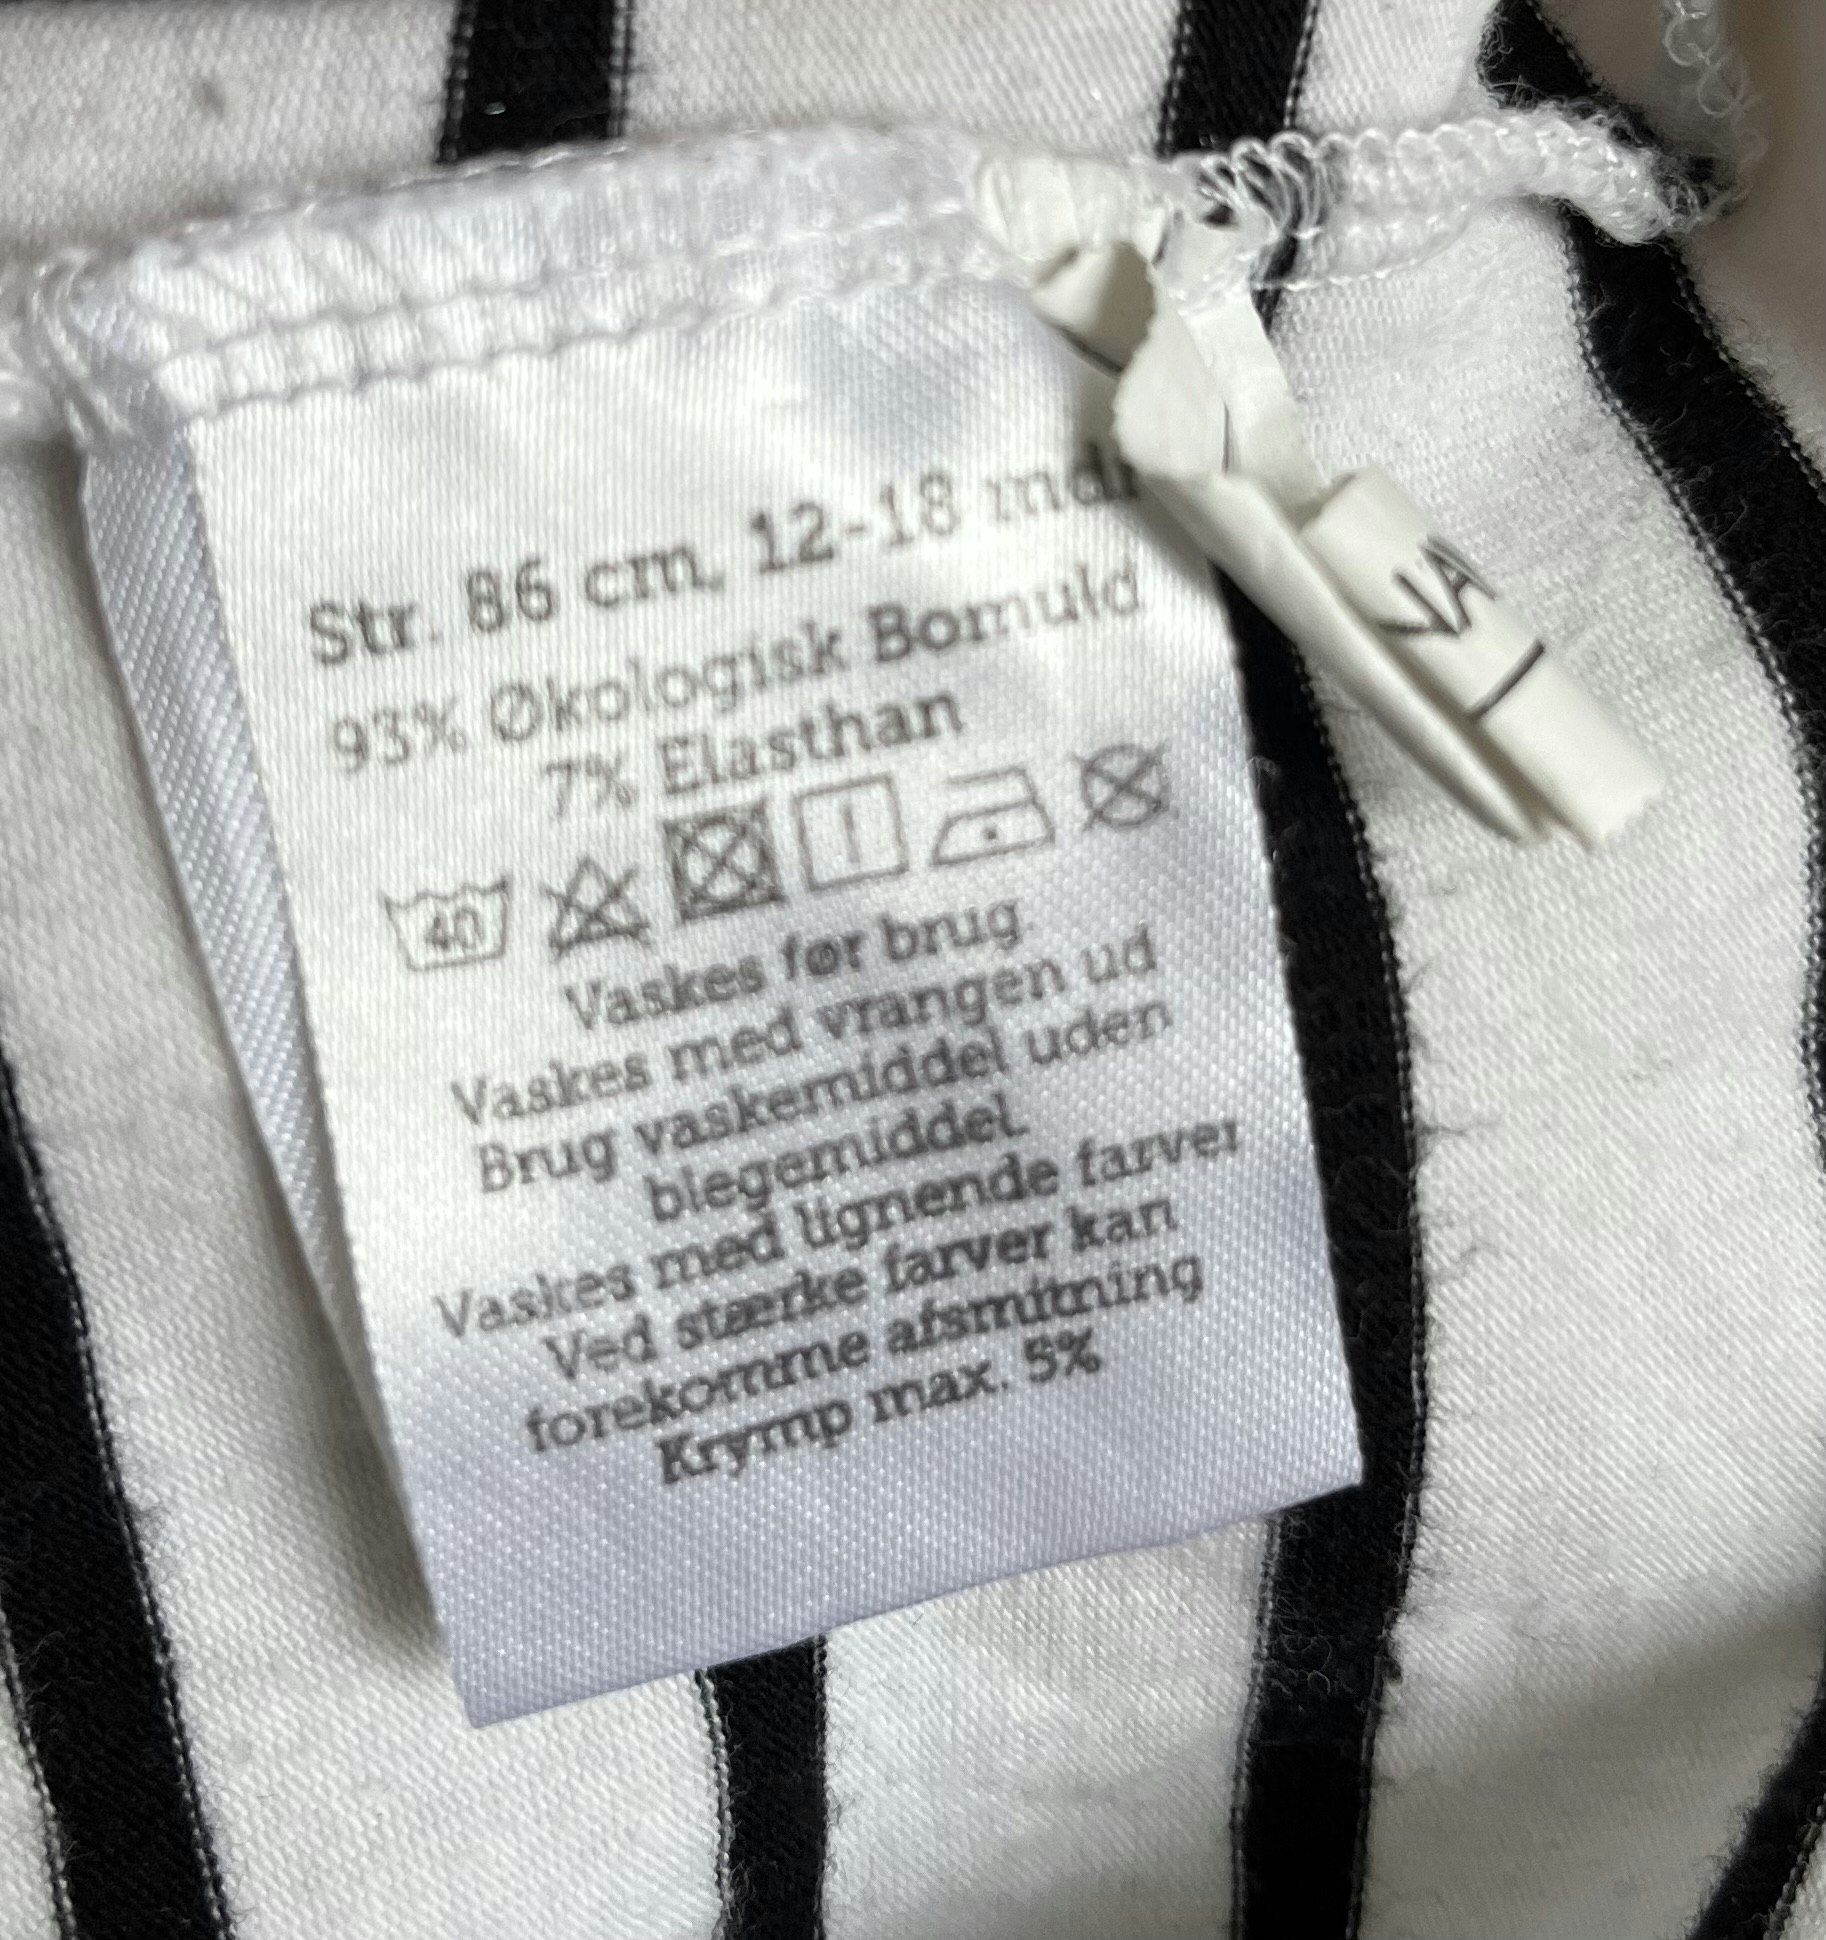 Str. 86 cm, 12-18 mdr
93% Økologisk Bomuld
7% Elasthan
40
Vaskes før brug
Vaskes med vrangen ud
Brug vaskemiddel uden
blegemiddel
Vaskes med lignende farver
Ved stærke farver kan
forekomme afsmitning
Krymp max. 5%